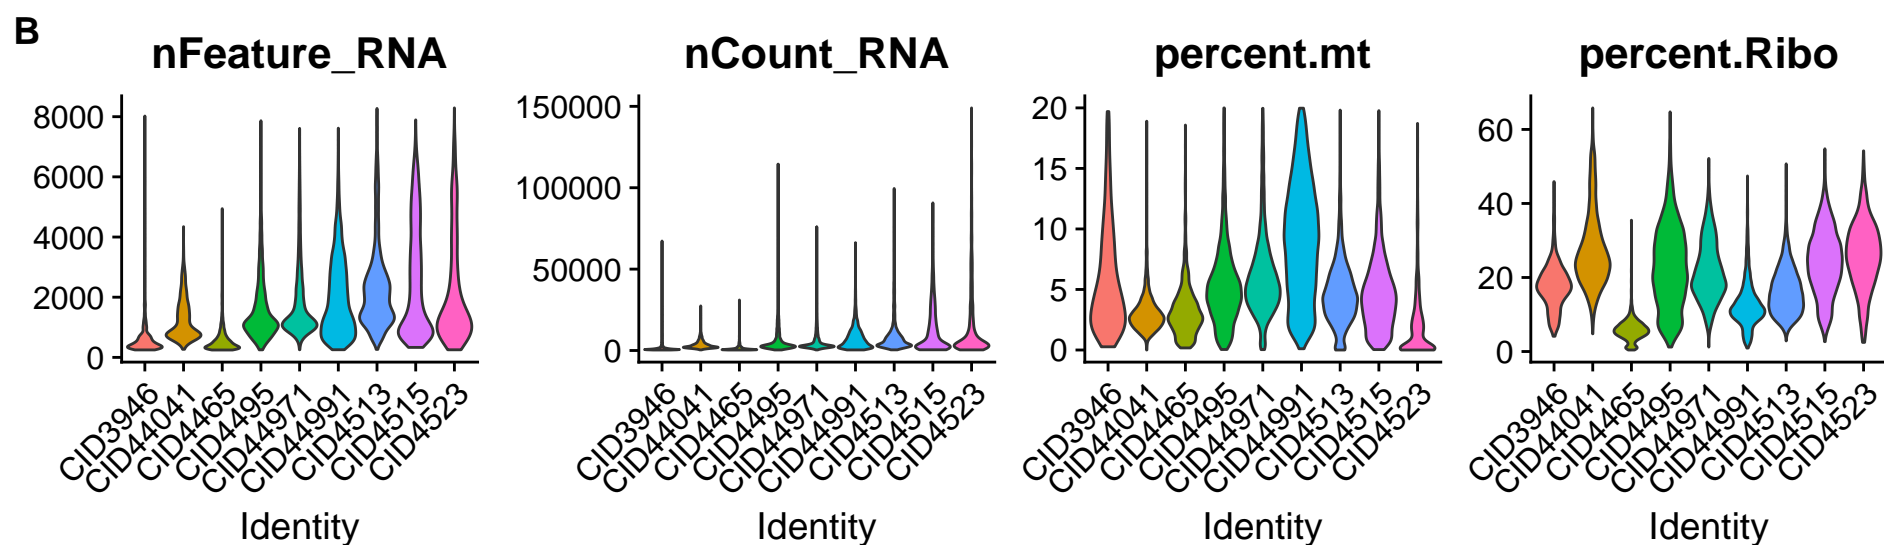 B
nFeature_RNA
8000
6000
4000
2000
0
CID3946
CID44041
CID4465
CID4495
CID44971
CID44991
CID4513
CID4515
CID4523
Identity
nCount_RNA
150000
100000
50000
0
CID3946
CID44041
CID4465
CID4495
CID44971
CID44991
CID4513
CID4515
CID4523
Identity
percent.mt
20
15
10
5
0
CID3946
CID44041
CID4465
CID4495
CID44971
CID44991
CID4513
CID4515
CID4523
Identity
percent.Ribo
60
40
20
0
CID3946
CID44041
CID4465
CID4495
CID44971
CID44991
CID4513
CID4515
CID4523
Identity